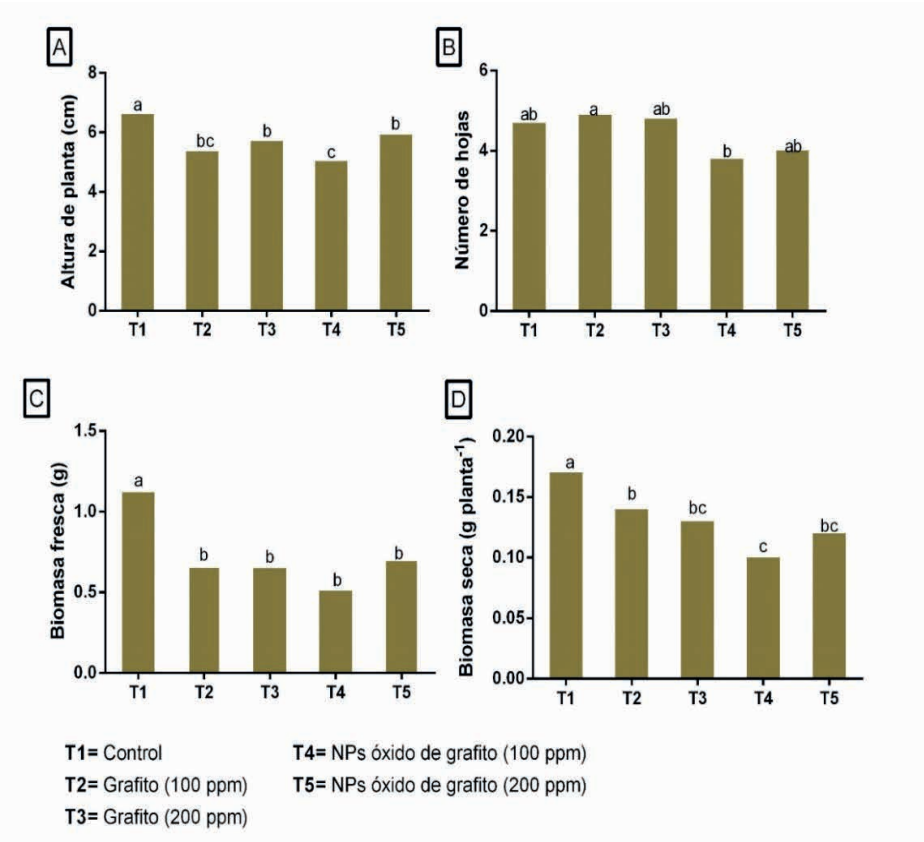 A
Altura de planta (cm)
8
6
4
2
0
a
bc
b
c
b
T1
T2
T3
T4
T5
B
Número de hojas
6
4
2
0
ab
a
ab
b
ab
T1
T2
T3
T4
T5
C
Biomasa fresca (g)
1.5
1.0
0.5
0.0
a
b
b
b
b
T1
T2
T3
T4
T5
D
Biomasa seca (g planta⁻¹)
0.20
0.15
0.10
0.05
0.00
a
b
bc
c
bc
T1
T2
T3
T4
T5
T1= Control
T2= Grafito (100 ppm)
T3= Grafito (200 ppm)
T4= NPs óxido de grafito (100 ppm)
T5= NPs óxido de grafito (200 ppm)